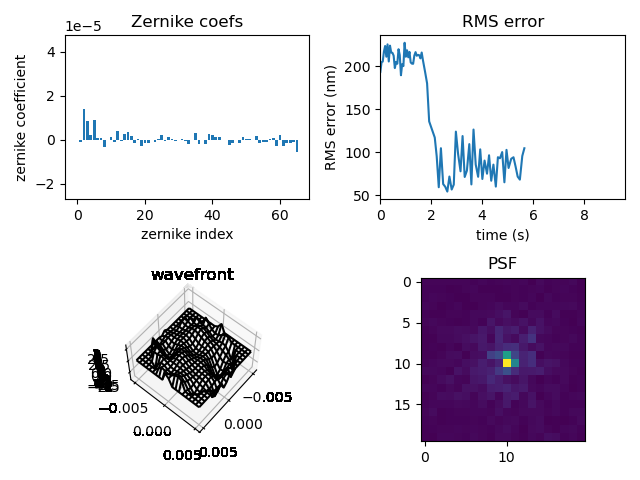 Zernike coefs
1e−5
4
2
0
−2
zernike coefficient
0 20 40 60
zernike index
RMS error
200
150
100
50
RMS error (nm)
0 2 4 6 8
time (s)
wavefront
−0.005
0.000
0.005
−0.005
0.000
0.005
PSF
0
5
10
15
0 10